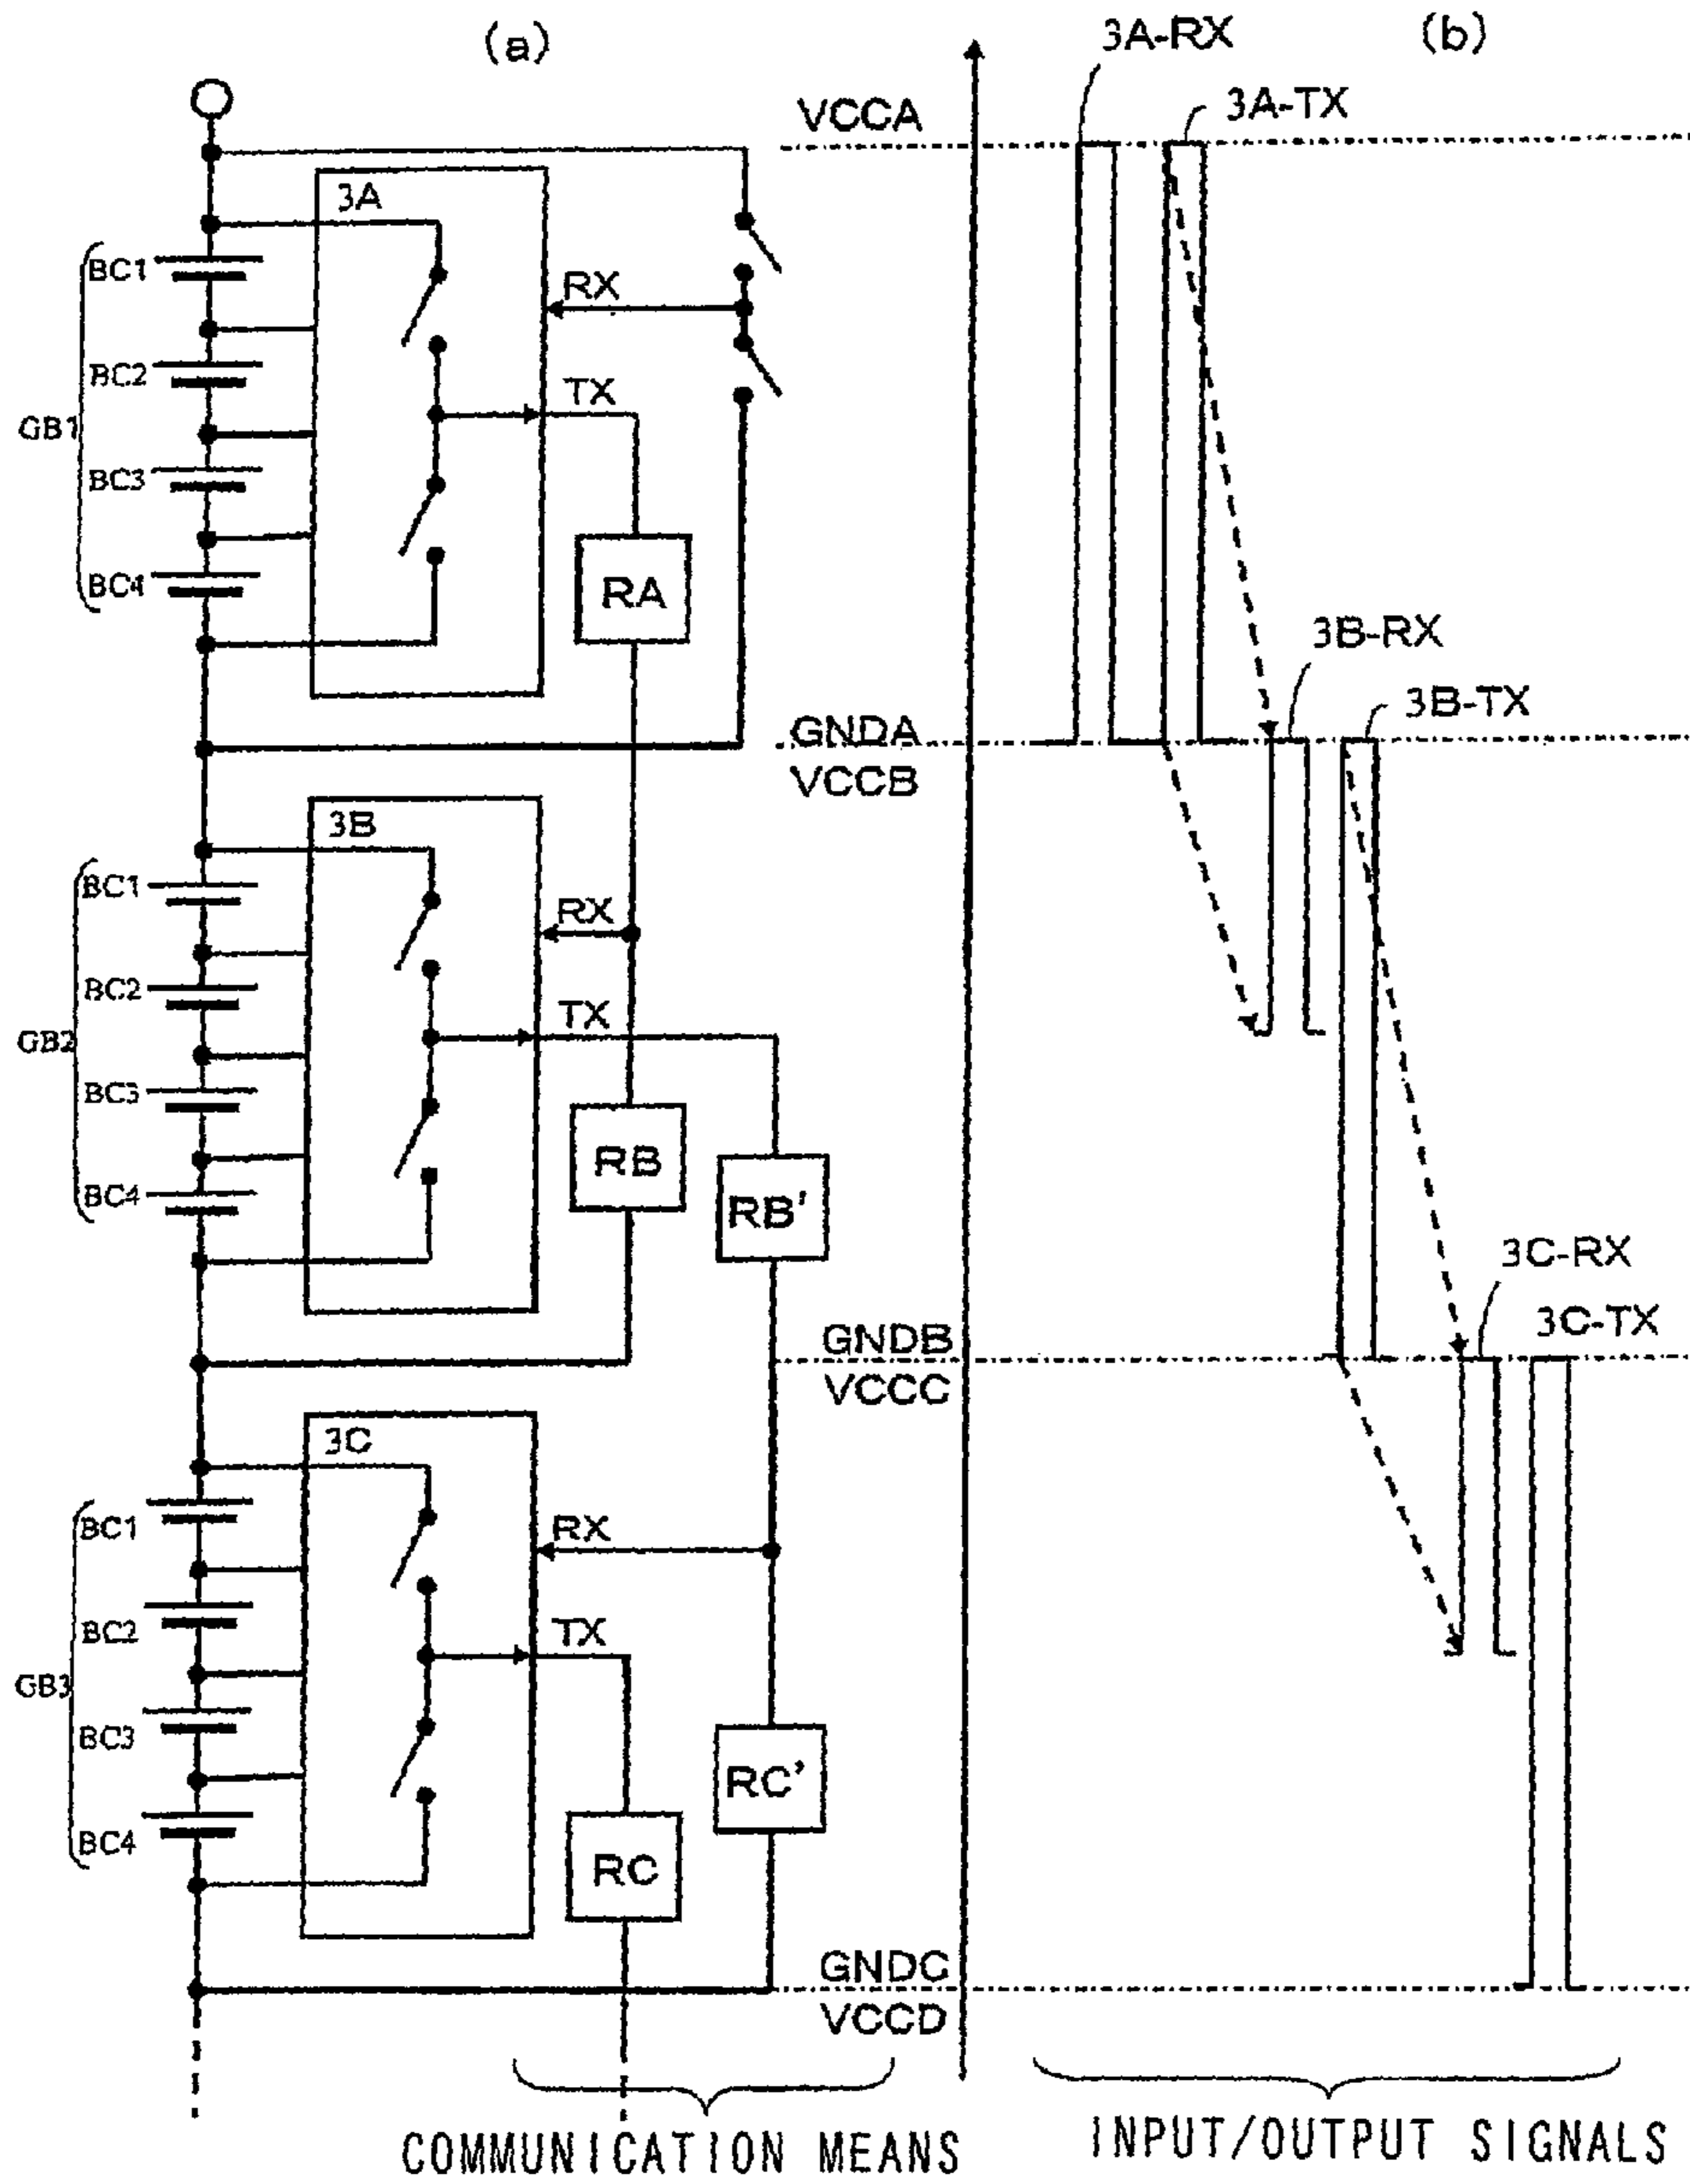 (a)
VCCA
3A
BC1
RX
BC2
TX
GB1
BC3
BC4
RA
GNDA
VCCB
3B
BC1
RX
BC2
TX
GB2
BC3
RB
BC4
RB'
GNDB
VCCC
3C
BC1
RX
BC2
TX
GB3
BC3
RC'
BC4
RC
GNDC
VCCD
COMMUNICATION MEANS
(b)
3A-RX
3A-TX
3B-RX
3B-TX
3C-RX
3C-TX
INPUT/OUTPUT SIGNALS